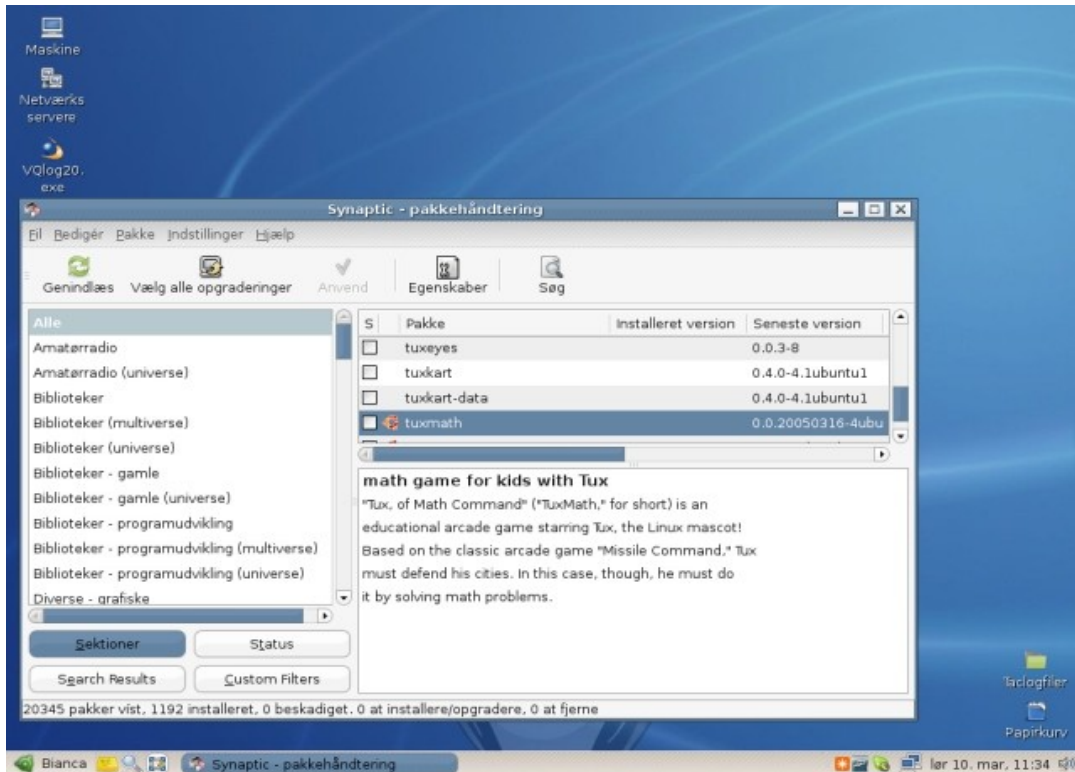 Maskine
Netværks
servere
VQlog20.
exe
Synaptic - pakkehåndtering
Fil Redigér Pakke Indstillinger Hjælp
Genindlæs Vælg alle opgraderinger Anvend Egenskaber Søg
Alle
Amatørradio
Amatørradio (universe)
Biblioteker
Biblioteker (multiverse)
Biblioteker (universe)
Biblioteker - gamle
Biblioteker - gamle (universe)
Biblioteker - programudvikling
Biblioteker - programudvikling (multiverse)
Biblioteker - programudvikling (universe)
Diverse - grafiske
Sektioner Status
Search Results Custom Filters
S Pakke Installeret version Seneste version
tuxeyes 0.0.3-8
tuxkart 0.4.0-4.1ubuntu1
tuxkart-data 0.4.0-4.1ubuntu1
tuxmath 0.0.20050316-4ubu
math game for kids with Tux
"Tux, of Math Command" ("TuxMath," for short) is an
educational arcade game starring Tux, the Linux mascot!
Based on the classic arcade game "Missile Command," Tux
must defend his cities. In this case, though, he must do
it by solving math problems.
20345 pakker vist, 1192 installeret, 0 beskadiget. 0 at installere/opgradere, 0 at fjerne
Taclogfiler
Papirkurv
Bianca Synaptic - pakkehåndtering lør 10. mar, 11:34